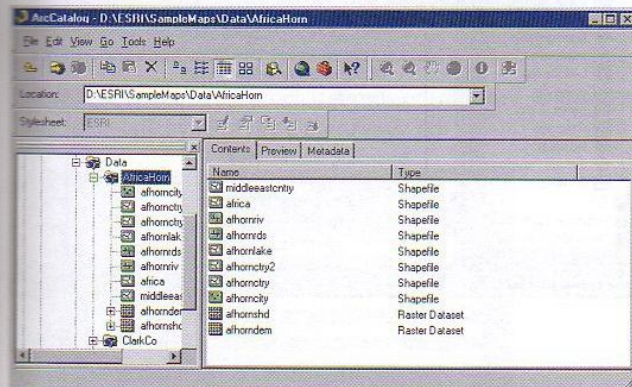 ArcCatalog - D:\ESRI\SampleMaps\Data\AfricaHorn
File Edit View Go Tools Help
Location: D:\ESRI\SampleMaps\Data\AfricaHorn
Stylesheet: ESRI
Contents Preview Metadata
Data
AfricaHorn
afhorncity
afhornctry
afhornctry
afhornlak
afhornrds
afhornriv
africa
middleeas
afhornder
afhornshd
ClarkCo
Name Type
middleeastcntry Shapefile
africa Shapefile
afhornriv Shapefile
afhornrds Shapefile
afhornlake Shapefile
afhornctry2 Shapefile
afhornctry Shapefile
afhorncity Shapefile
afhornshd Raster Dataset
afhorndem Raster Dataset